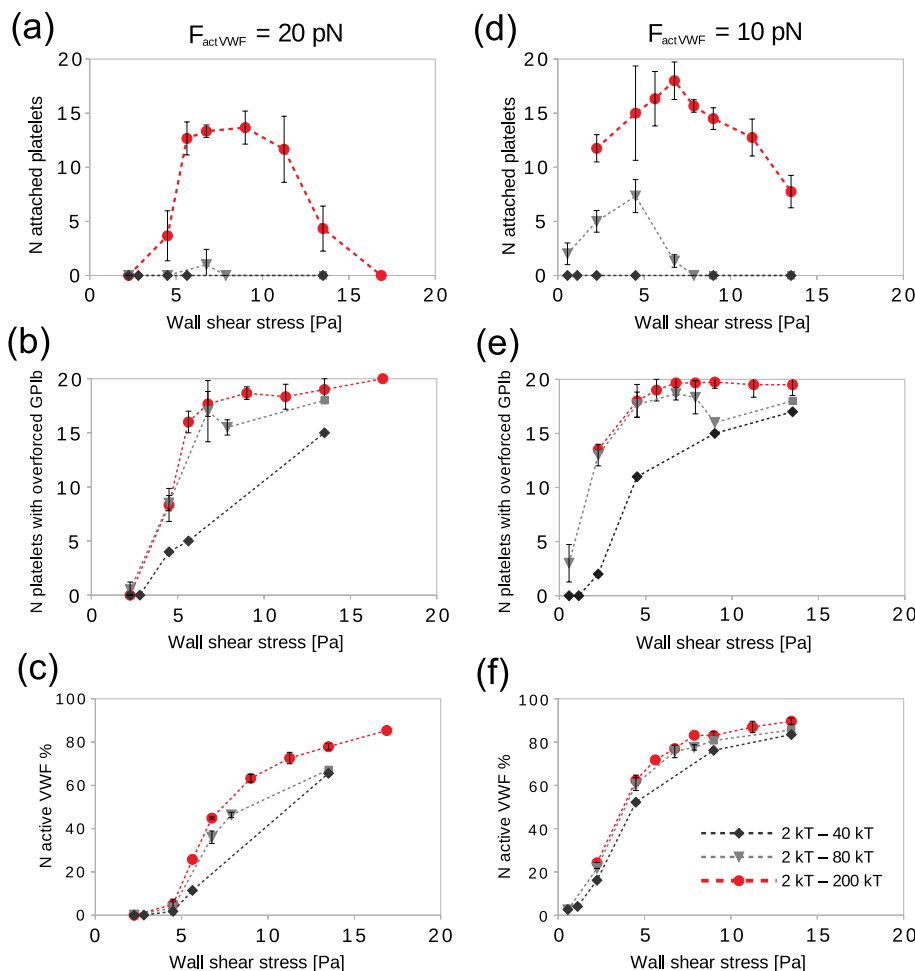 (a)
F_actVWF = 20 pN
N attached platelets
20
15
10
5
0
0 5 10 15 20
Wall shear stress [Pa]
(d)
F_actVWF = 10 pN
N attached platelets
20
15
10
5
0
0 5 10 15 20
Wall shear stress [Pa]
(b)
N platelets with overforced GPIb
20
15
10
5
0
0 5 10 15 20
Wall shear stress [Pa]
(e)
N platelets with overforced GPIb
20
15
10
5
0
0 5 10 15 20
Wall shear stress [Pa]
(c)
N active VWF %
100
80
60
40
20
0
0 5 10 15 20
Wall shear stress [Pa]
(f)
N active VWF %
100
80
60
40
20
0
2 kT – 40 kT
2 kT – 80 kT
2 kT – 200 kT
0 5 10 15 20
Wall shear stress [Pa]